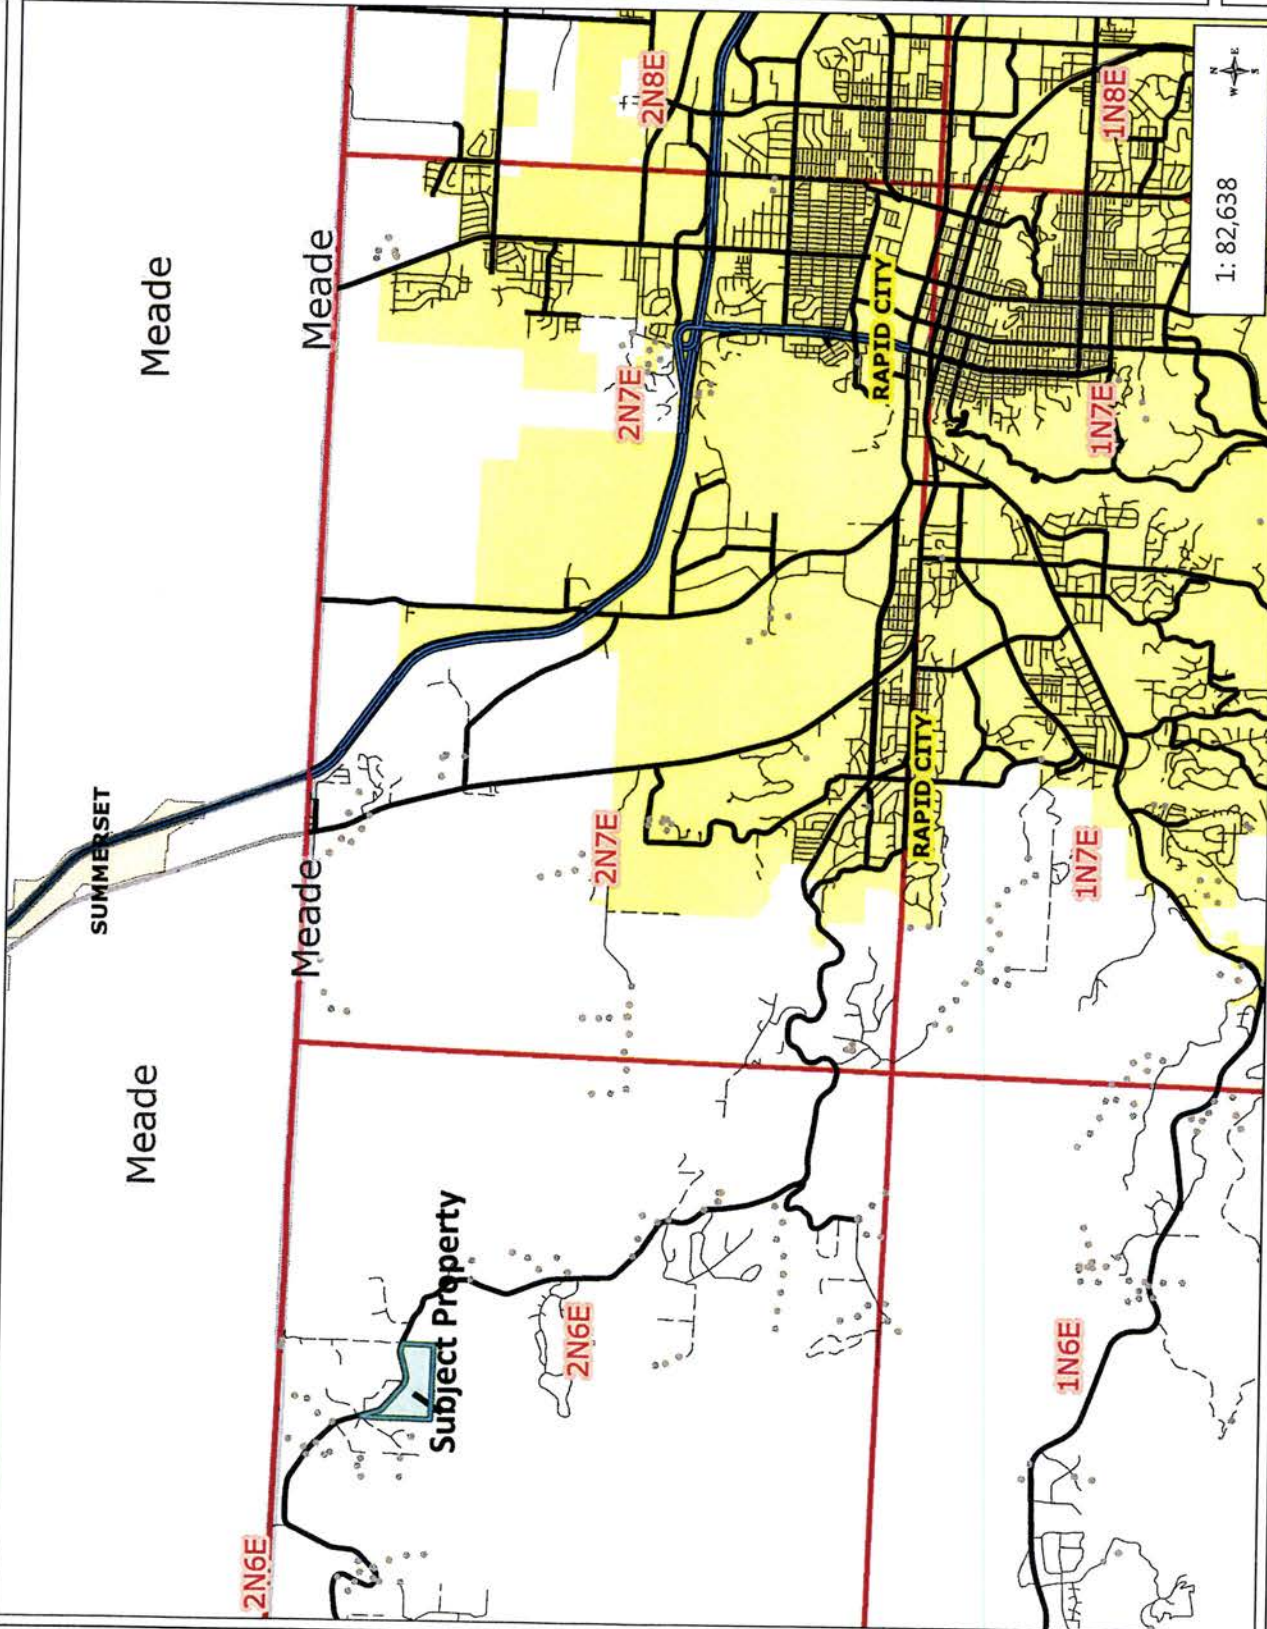 Meade
SUMMERSET
Meade
2N6E
Meade
Meade
Subject Property
2N6E
2N7E
2N7E
2N8E
RAPID CITY
RAPID CITY
1N6E
1N7E
1N7E
1N8E
N
W E
S
1: 82,638